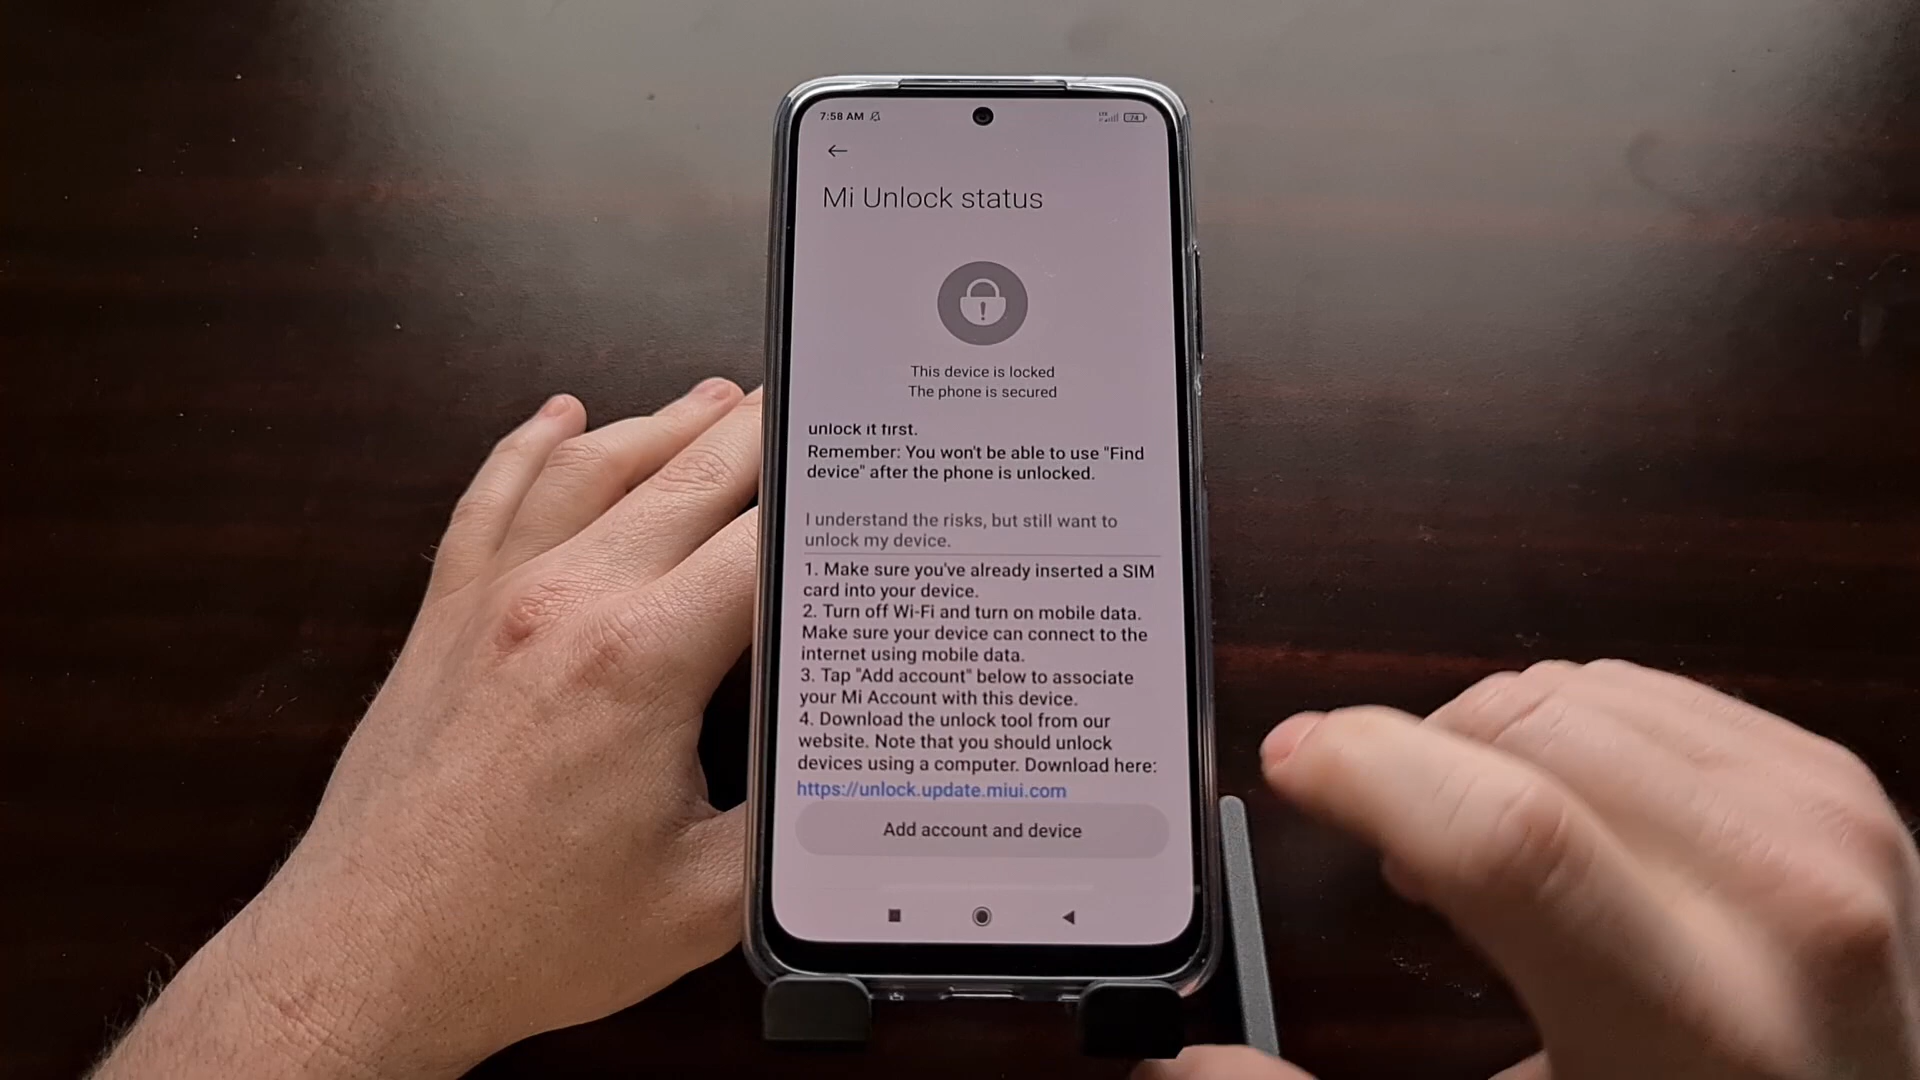 7:58 AM
74
Mi Unlock status
This device is locked
The phone is secured
unlock it first.
Remember: You won't be able to use "Find
device" after the phone is unlocked.
I understand the risks, but still want to
unlock my device.
1. Make sure you've already inserted a SIM
card into your device.
2. Turn off Wi-Fi and turn on mobile data.
Make sure your device can connect to the
internet using mobile data.
3. Tap "Add account" below to associate
your Mi Account with this device.
4. Download the unlock tool from our
website. Note that you should unlock
devices using a computer. Download here:
https://unlock.update.miui.com
Add account and device